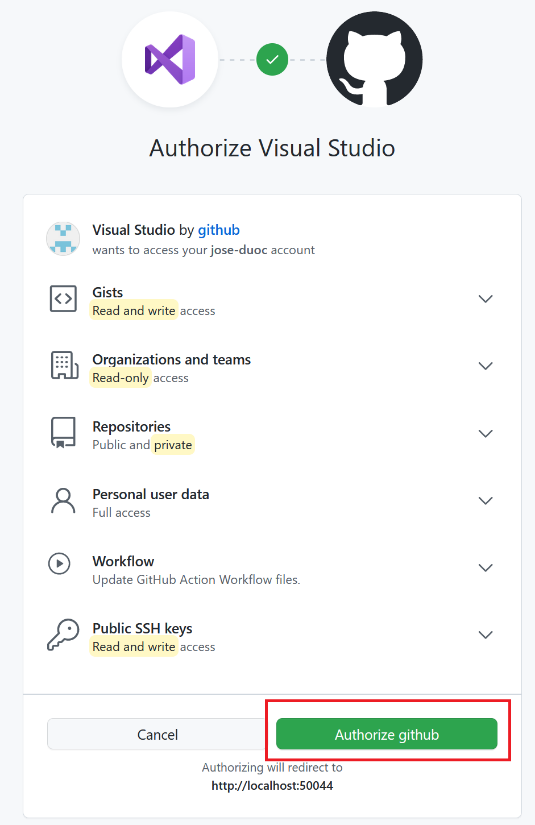 Authorize Visual Studio
Visual Studio by github
wants to access your jose-duoc account
Gists
Read and write access
Organizations and teams
Read-only access
Repositories
Public and private
Personal user data
Full access
Workflow
Update GitHub Action Workflow files.
Public SSH keys
Read and write access
Cancel
Authorize github
Authorizing will redirect to
http://localhost:50044